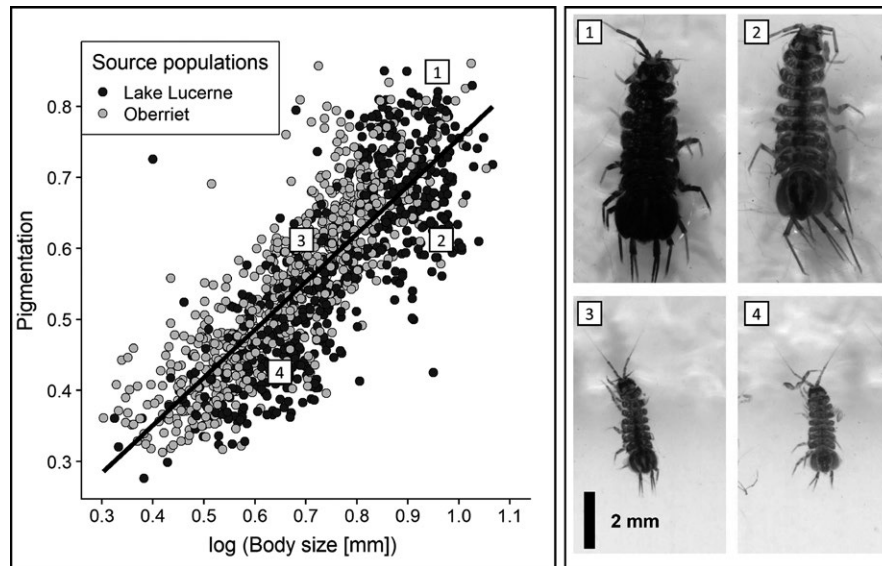 Source populations
Lake Lucerne
Oberriet
Pigmentation
0.8
0.7
0.6
0.5
0.4
0.3
1
2
3
4
0.3 0.4 0.5 0.6 0.7 0.8 0.9 1.0 1.1
log (Body size [mm])
1
2
3
4
2 mm